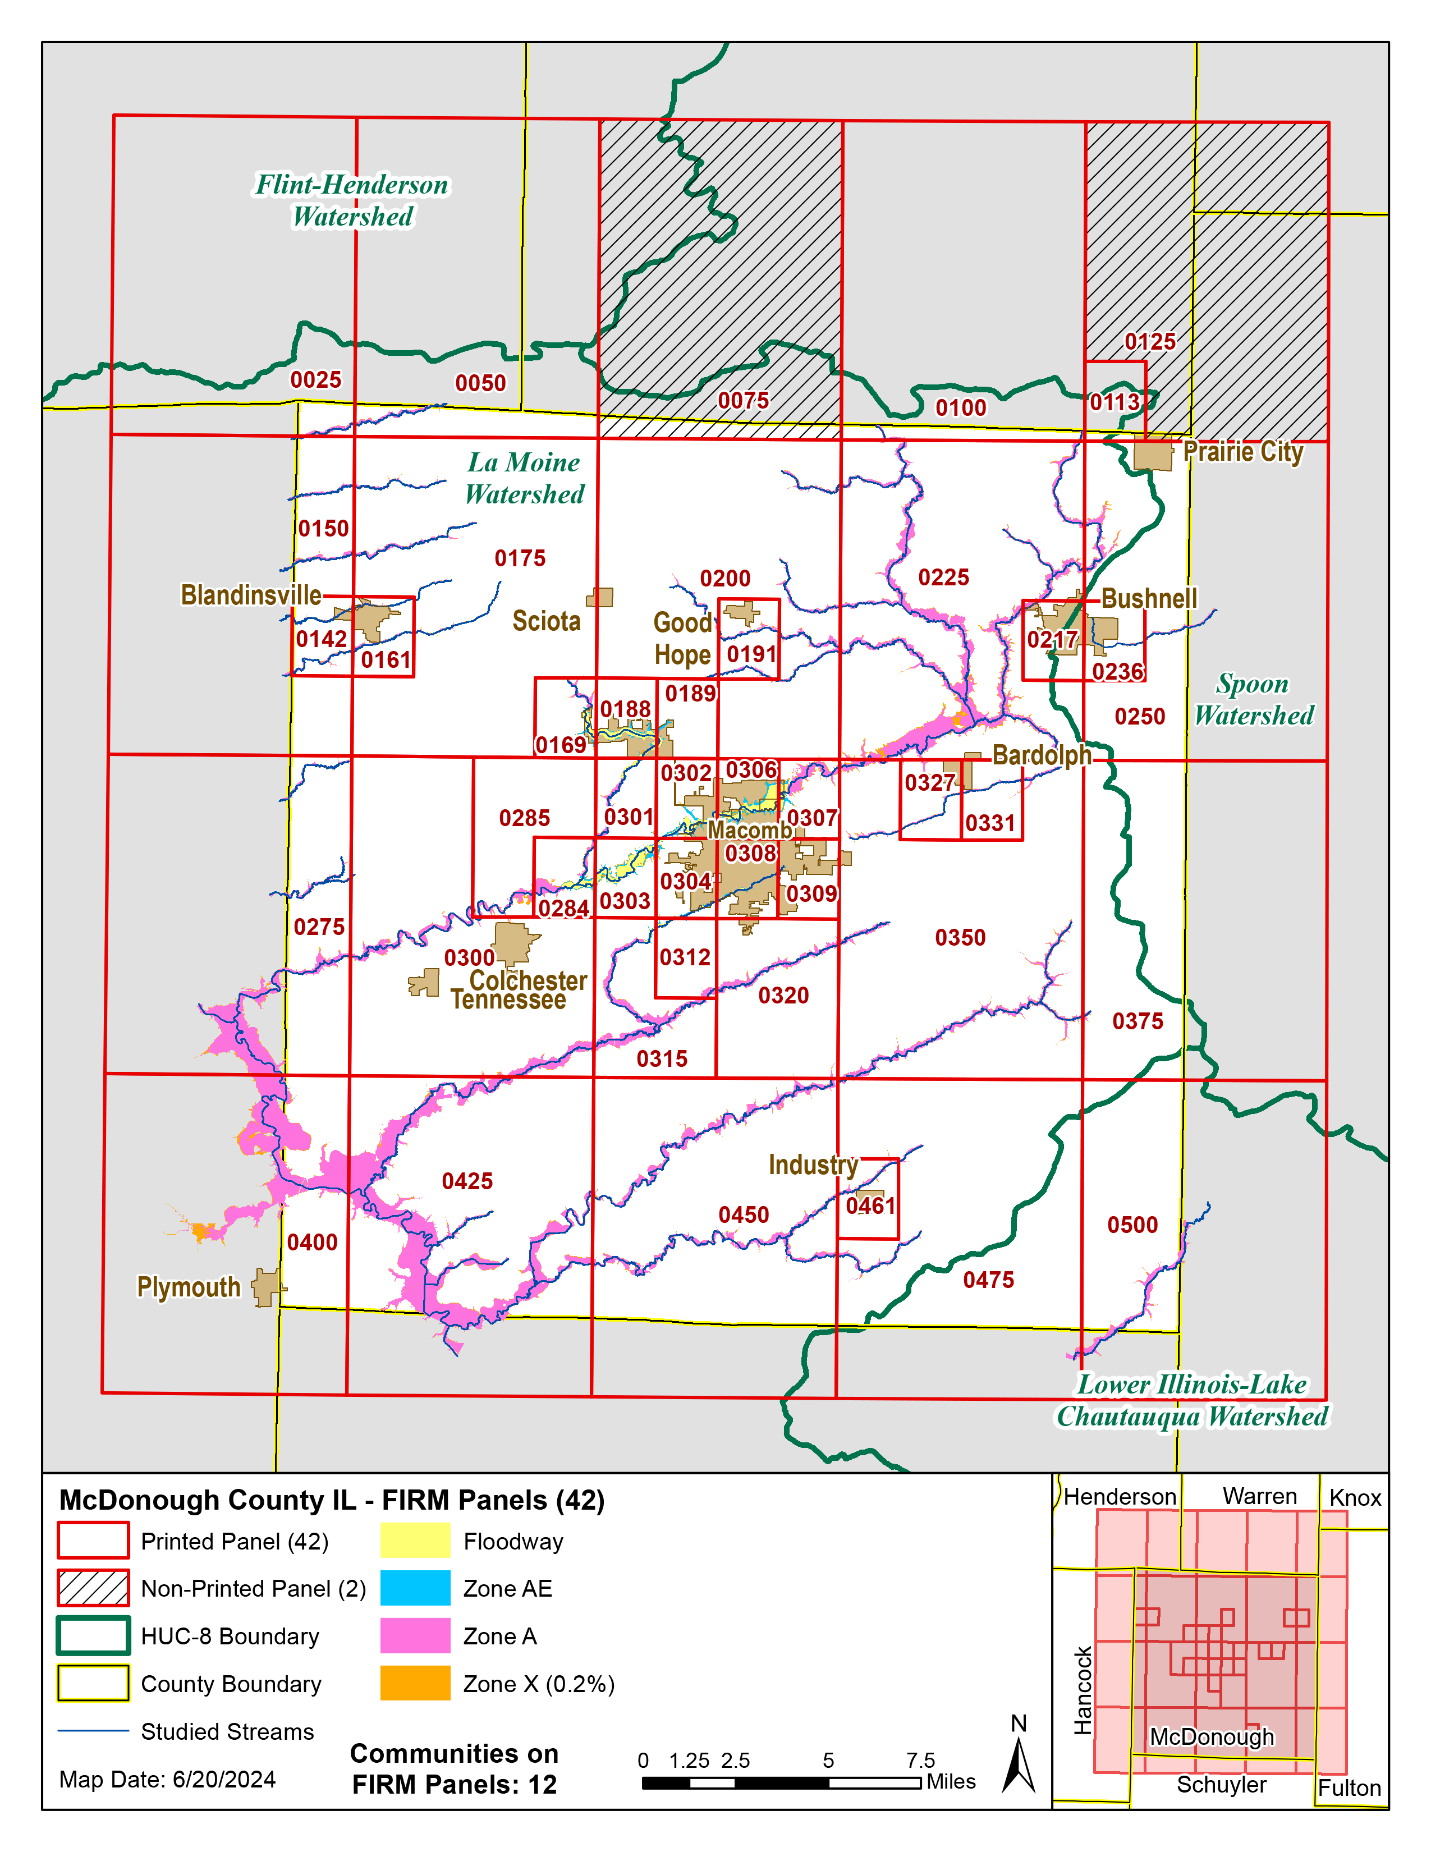 Flint-Henderson
Watershed
0125
0025
0050
0075
0100
0113
Prairie City
La Moine
Watershed
0150
0175
0200
0225
Blandinsville
Bushnell
Sciota
Good
Hope
0142
0161
0191
0217
0236
Spoon
Watershed
0189
0188
0169
0250
Bardolph
0302
0306
0327
0285
0301
0307
0331
Macomb
0308
0304
0309
0284
0303
0275
0300
0312
0350
Colchester
Tennessee
0320
0375
0315
Industry
0425
0461
0450
0500
0400
0475
Plymouth
Lower Illinois-Lake
Chautauqua Watershed
McDonough County IL - FIRM Panels (42)
Printed Panel (42)
Non-Printed Panel (2)
HUC-8 Boundary
County Boundary
Studied Streams
Floodway
Zone AE
Zone A
Zone X (0.2%)
Map Date: 6/20/2024
Communities on
FIRM Panels: 12
0 1.25 2.5 5 7.5
Miles
N
Henderson
Warren
Knox
Hancock
McDonough
Schuyler
Fulton